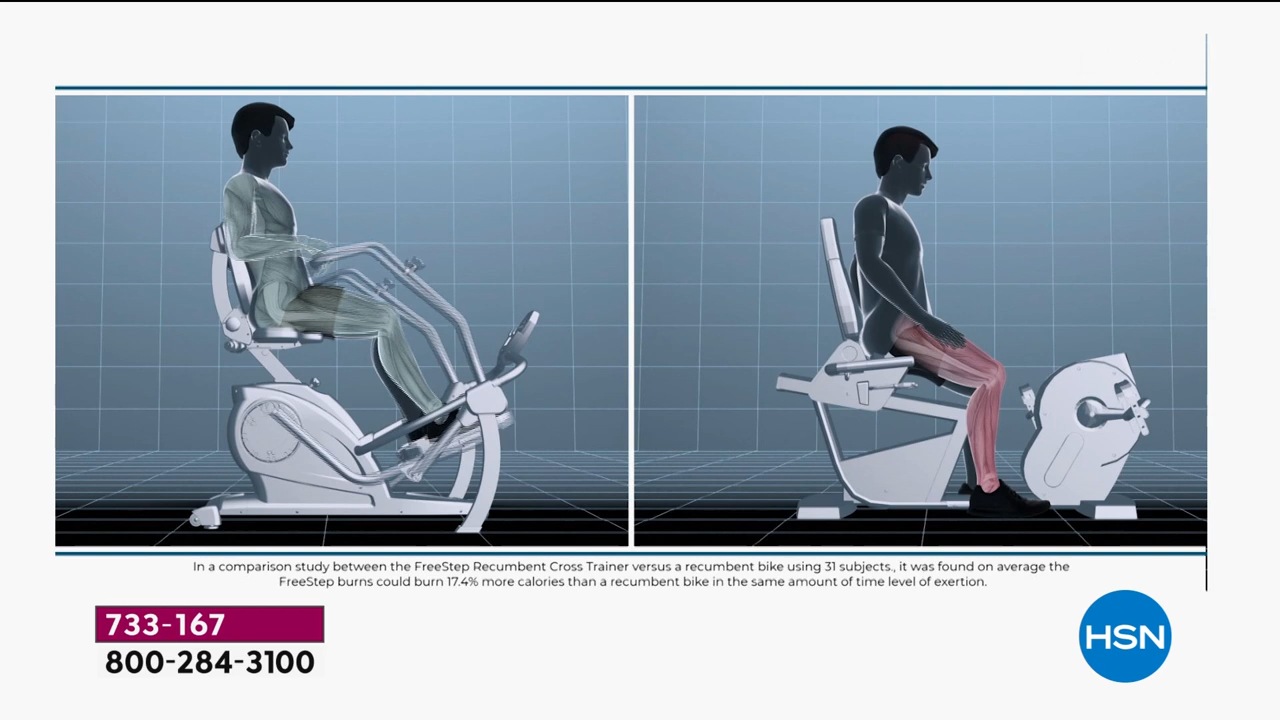 In a comparison study between the FreeStep Recumbent Cross Trainer versus a recumbent bike using 31 subjects., it was found on average the
FreeStep burns could burn 17.4% more calories than a recumbent bike in the same amount of time level of exertion.
733-167
800-284-3100
HSN